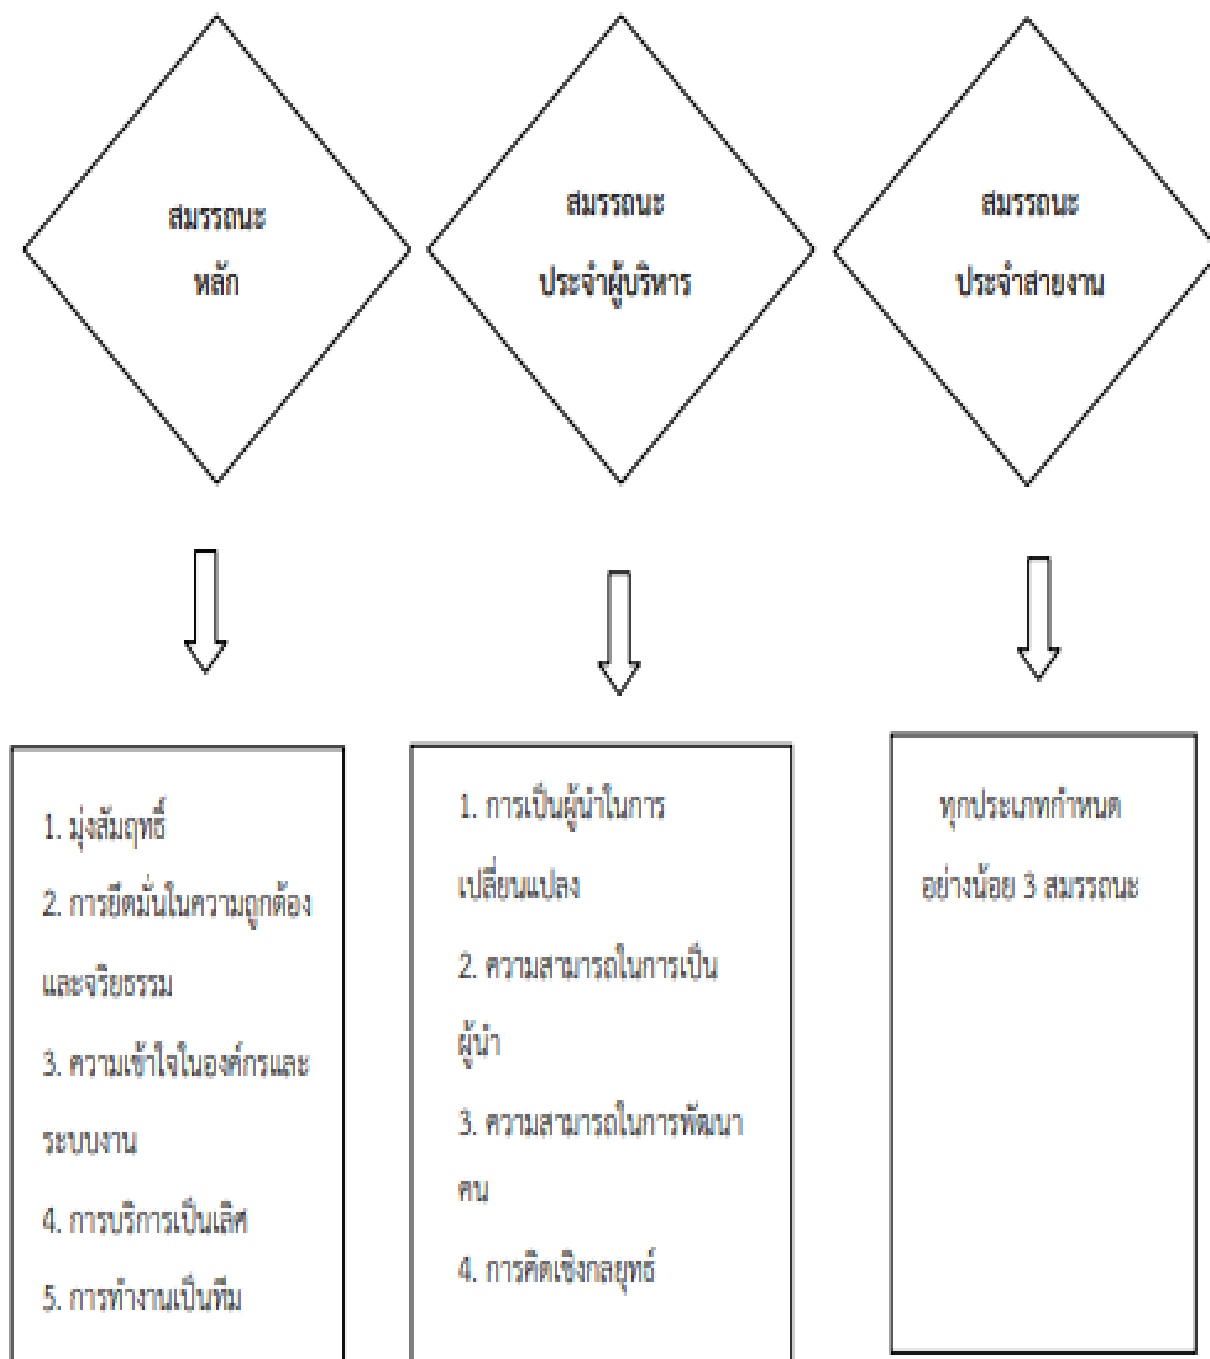 สมรรถนะ
หลัก
สมรรถนะ
ประจำผู้บริหาร
สมรรถนะ
ประจำสายงาน
1. มุ่งสัมฤทธิ์
2. การยึดมั่นในความถูกต้อง
และจริยธรรม
3. ความเข้าใจในองค์กรและ
ระบบงาน
4. การบริการเป็นเลิศ
5. การทำงานเป็นทีม
1. การเป็นผู้นำในการ
เปลี่ยนแปลง
2. ความสามารถในการเป็น
ผู้นำ
3. ความสามารถในการพัฒนา
คน
4. การคิดเชิงกลยุทธ์
ทุกประเภทกำหนด
อย่างน้อย 3 สมรรถนะ